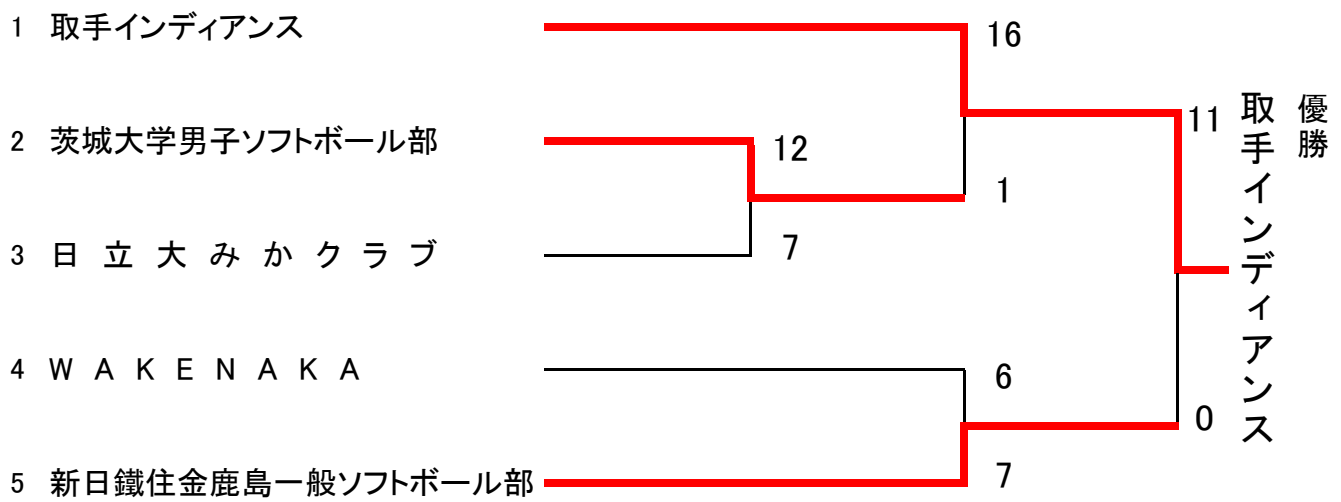 1 取手インディアンス
16
優勝
取手インディアンス
11
2 茨城大学男子ソフトボール部
12
1
3 日立大みかクラブ
7
4 WAKENAKA
6
0
5 新日鐵住金鹿島一般ソフトボール部
7